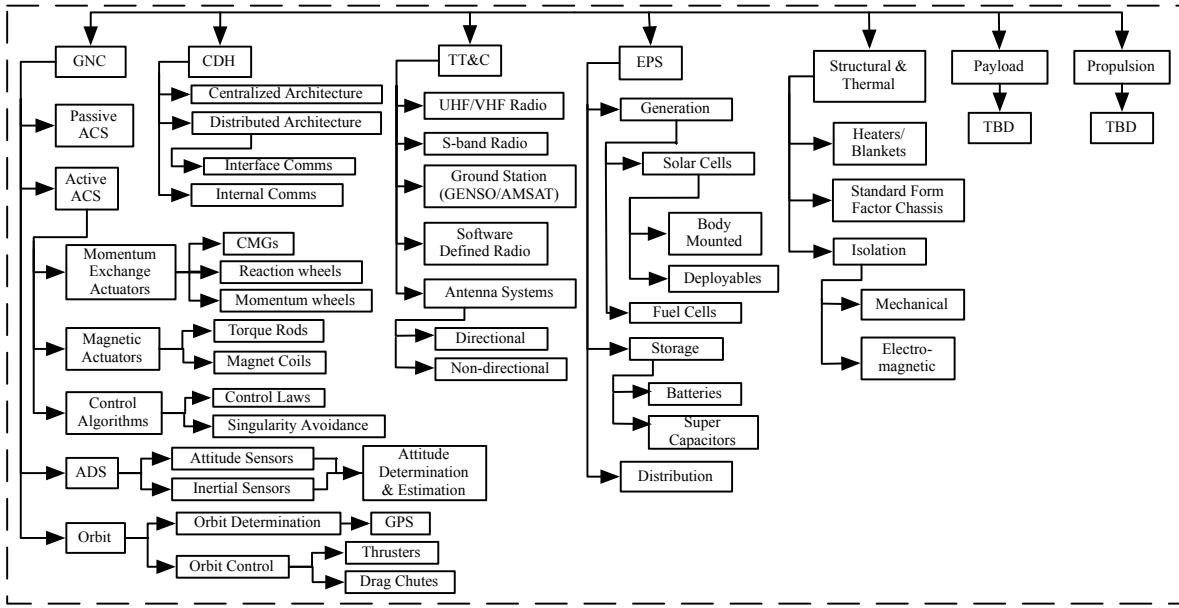 GNC
CDH
TT&C
EPS
Structural &
Thermal
Payload
Propulsion
Passive
ACS
Active
ACS
Momentum
Exchange
Actuators
CMGs
Reaction wheels
Momentum wheels
Magnetic
Actuators
Torque Rods
Magnet Coils
Control
Algorithms
Control Laws
Singularity Avoidance
ADS
Attitude Sensors
Inertial Sensors
Attitude
Determination
& Estimation
Orbit
Orbit Determination
GPS
Orbit Control
Thrusters
Drag Chutes
Centralized Architecture
Distributed Architecture
Interface Comms
Internal Comms
UHF/VHF Radio
S-band Radio
Ground Station
(GENSO/AMSAT)
Software
Defined Radio
Antenna Systems
Directional
Non-directional
Generation
Solar Cells
Body
Mounted
Deployables
Fuel Cells
Storage
Batteries
Super
Capacitors
Distribution
Heaters/
Blankets
Standard Form
Factor Chassis
Isolation
Mechanical
Electro-
magnetic
TBD
TBD